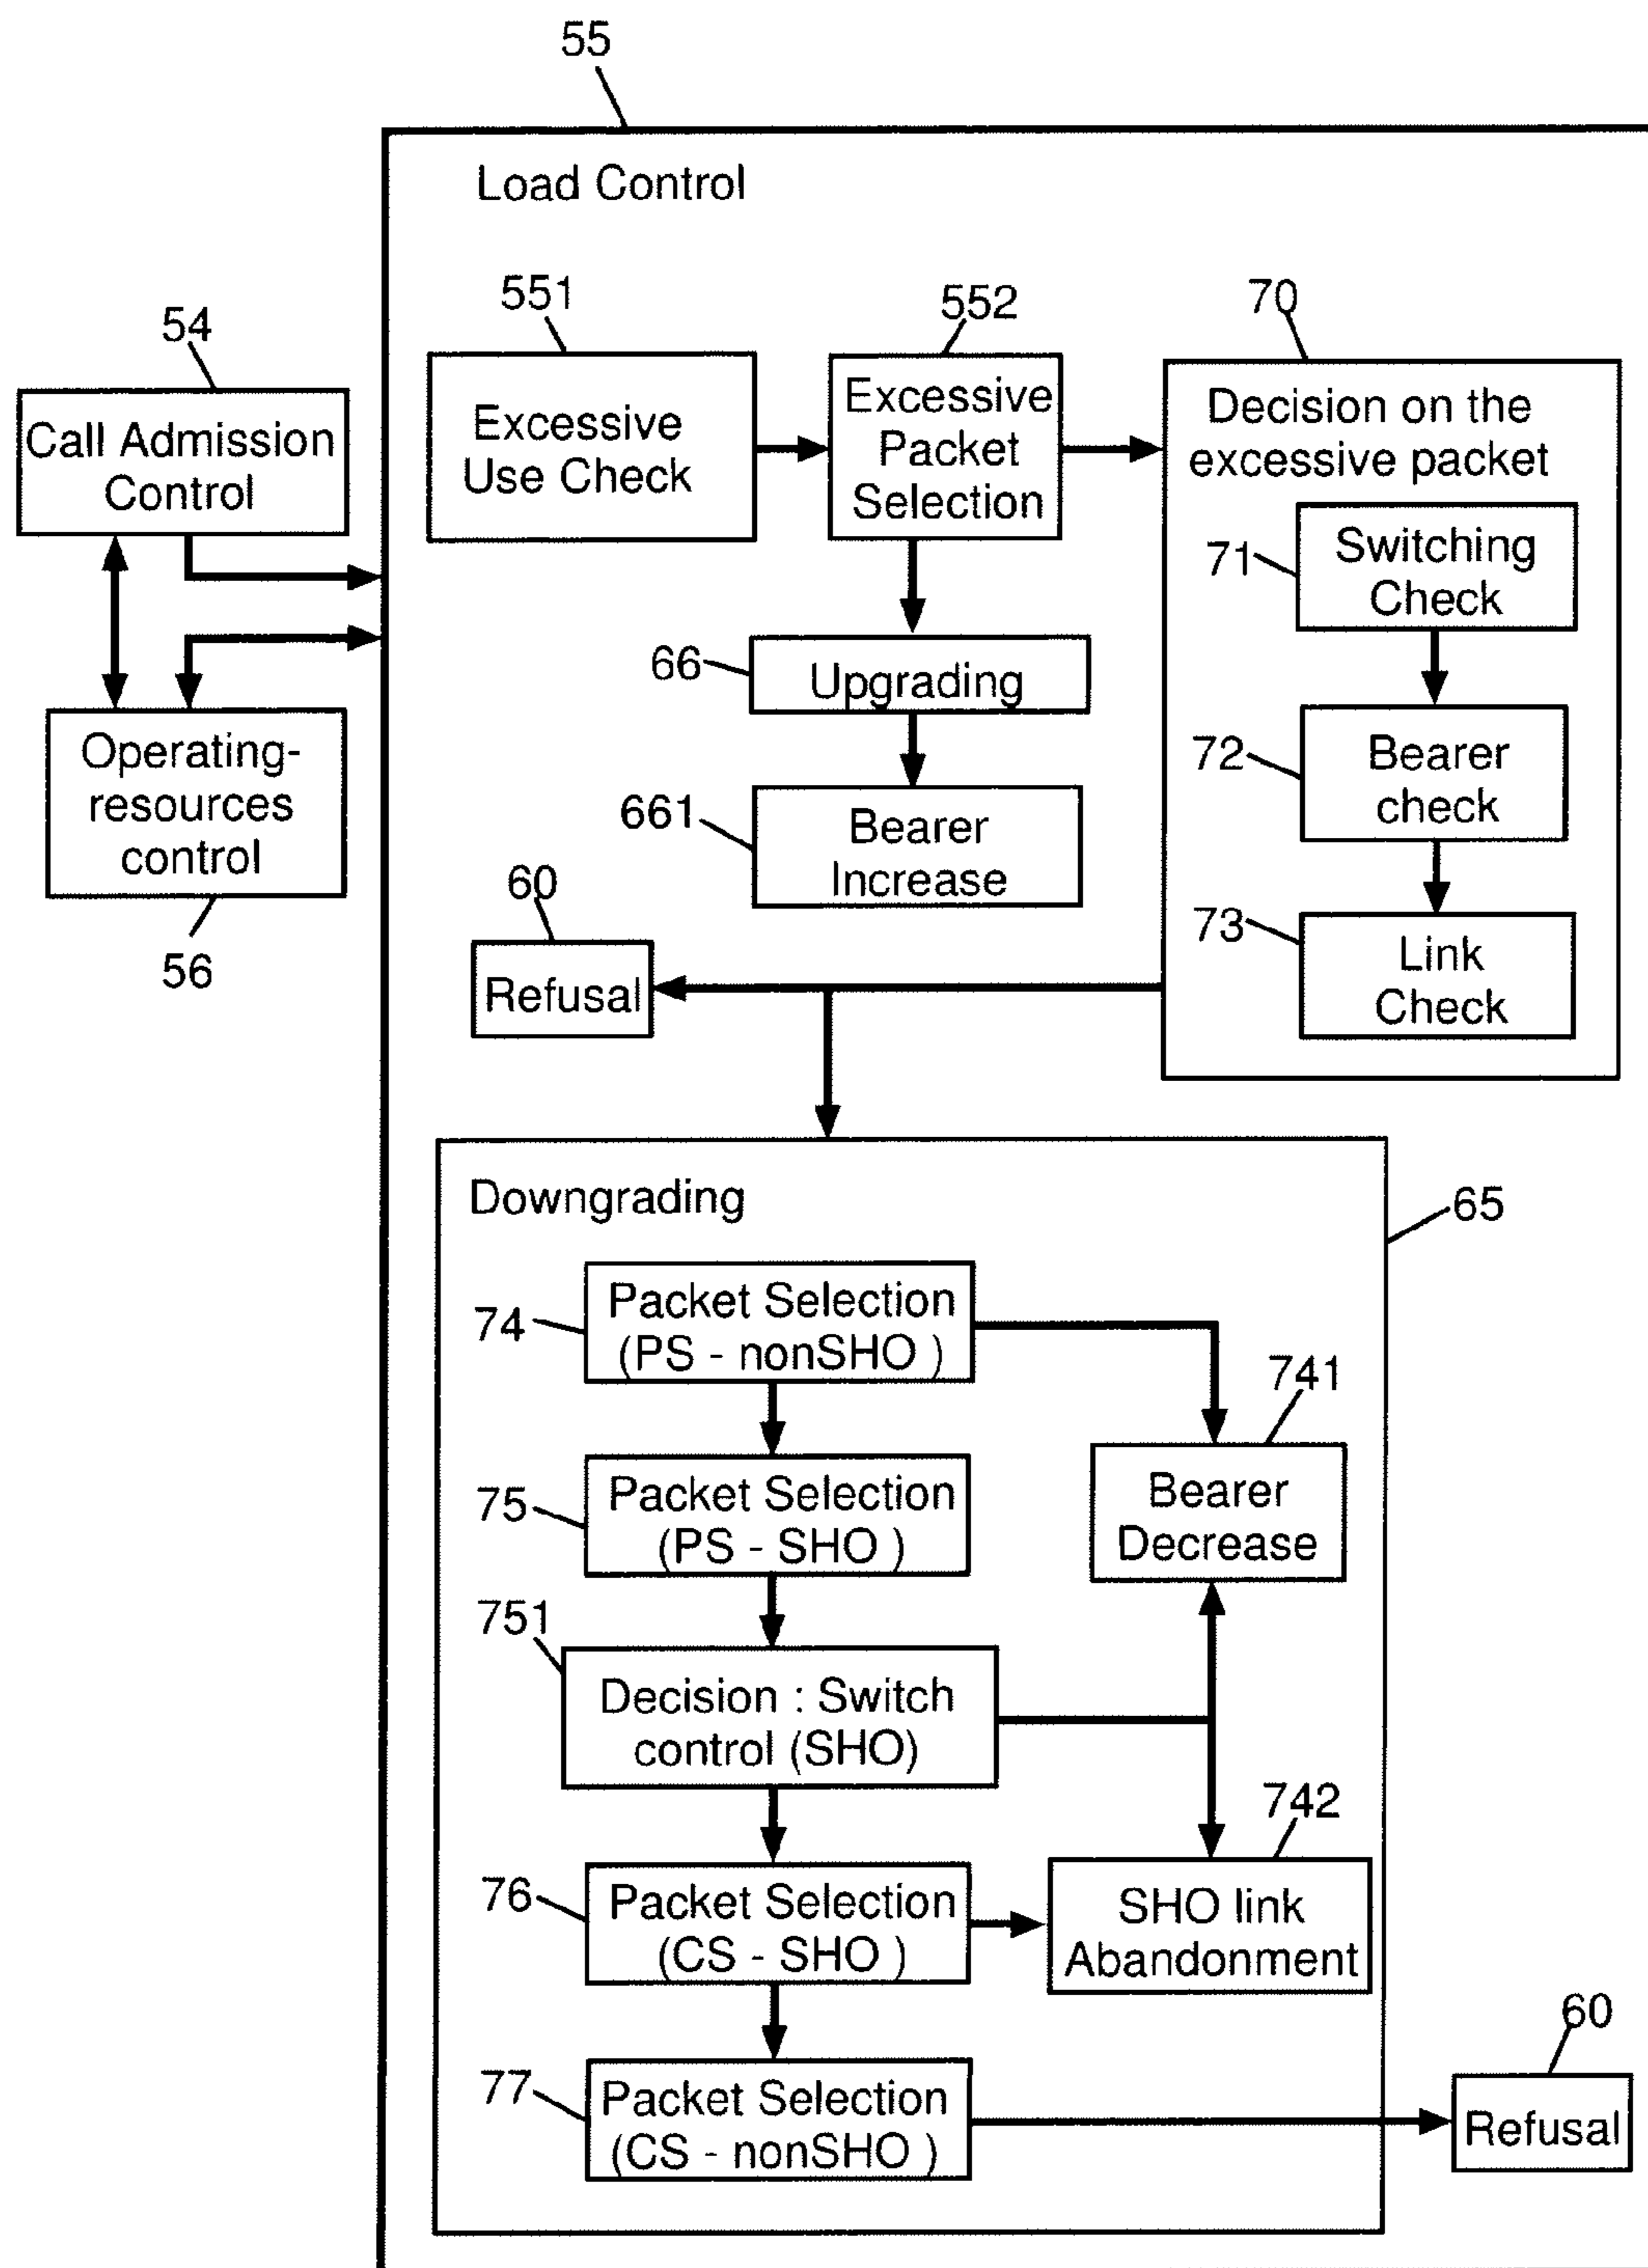 55
Load Control
551
552
70
54
Call Admission
Control
Excessive
Use Check
Excessive
Packet
Selection
Decision on the
excessive packet
71
Switching
Check
66
Upgrading
72
Bearer
check
Operating-
resources
control
56
661
Bearer
Increase
60
Refusal
73
Link
Check
Downgrading
65
74
Packet Selection
(PS - nonSHO )
741
75
Packet Selection
(PS - SHO )
Bearer
Decrease
751
Decision : Switch
control (SHO)
742
76
Packet Selection
(CS - SHO )
SHO link
Abandonment
60
77
Packet Selection
(CS - nonSHO )
Refusal